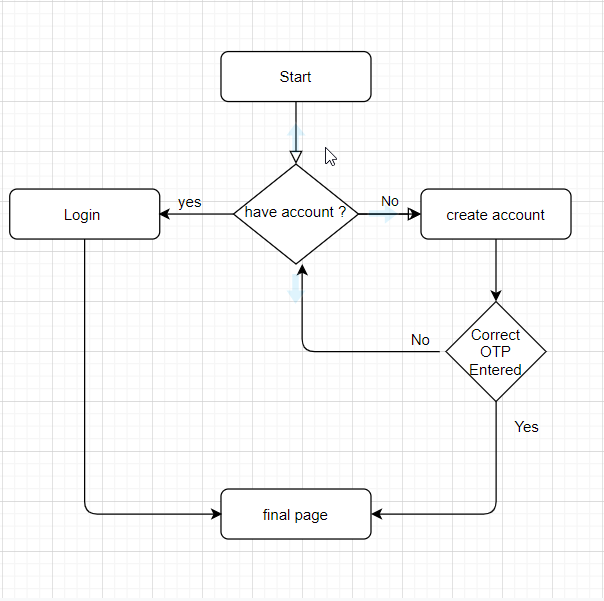 Start
yes
No
Login
have account ?
create account
No
Correct
OTP
Entered
Yes
final page